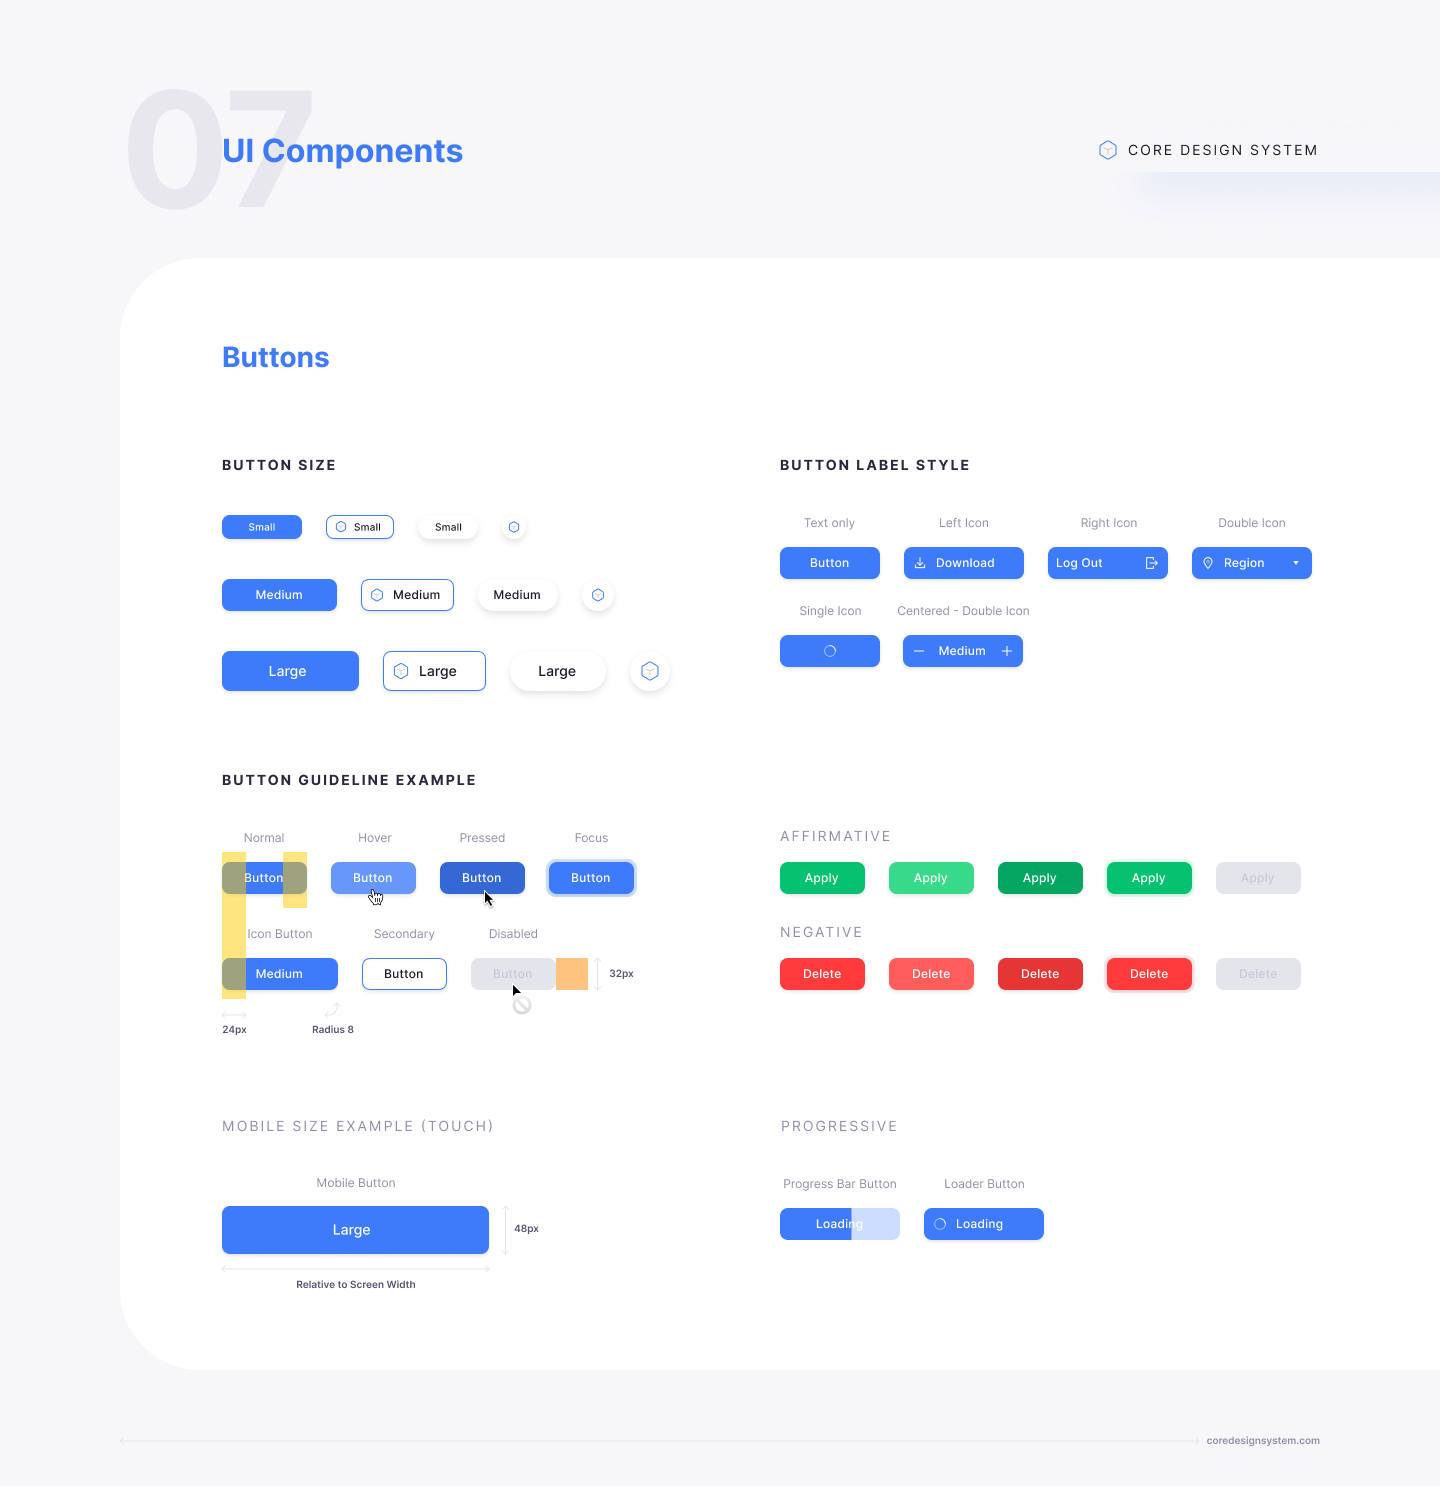 07
UI Components
CORE DESIGN SYSTEM
Buttons
BUTTON SIZE
Small
Small
Small
Medium
Medium
Medium
Large
Large
Large
BUTTON LABEL STYLE
Text only
Left Icon
Right Icon
Double Icon
Button
Download
Log Out
Region
Single Icon
Centered - Double Icon
Medium
BUTTON GUIDELINE EXAMPLE
Normal
Hover
Pressed
Focus
Button
Button
Button
Button
Icon Button
Secondary
Disabled
Medium
Button
Button
32px
24px
Radius 8
AFFIRMATIVE
Apply
Apply
Apply
Apply
Apply
NEGATIVE
Delete
Delete
Delete
Delete
Delete
MOBILE SIZE EXAMPLE (TOUCH)
Mobile Button
Large
48px
Relative to Screen Width
PROGRESSIVE
Progress Bar Button
Loader Button
Loading
Loading
coredesignsystem.com